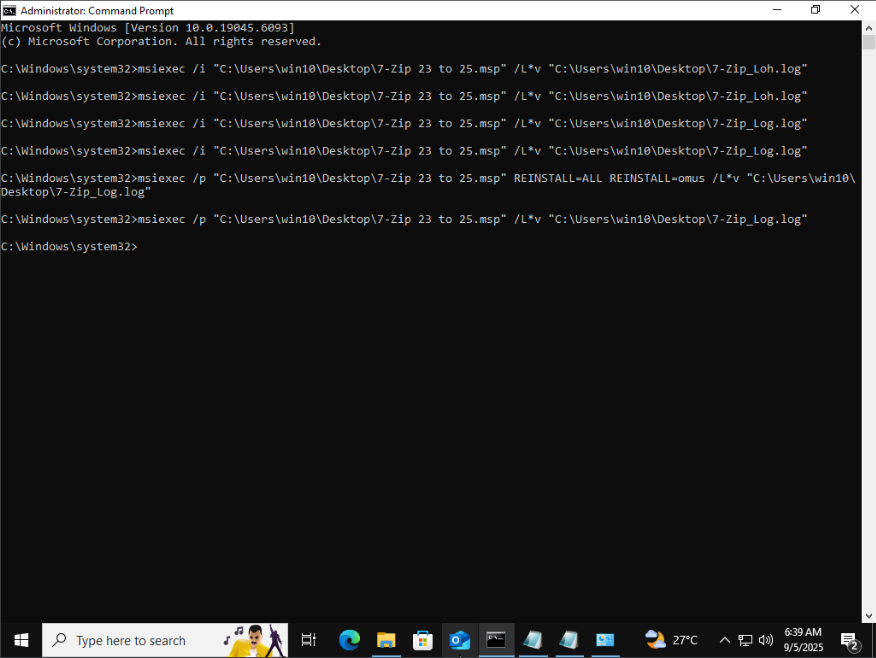 Administrator: Command Prompt
Microsoft Windows [Version 10.0.19045.6093]
(c) Microsoft Corporation. All rights reserved.
C:\Windows\system32>msiexec /i "C:\Users\win10\Desktop\7-Zip 23 to 25.msp" /L*v "C:\Users\win10\Desktop\7-Zip_Loh.log"
C:\Windows\system32>msiexec /i "C:\Users\win10\Desktop\7-Zip 23 to 25.msp" /L*v "C:\Users\win10\Desktop\7-Zip_Loh.log"
C:\Windows\system32>msiexec /i "C:\Users\win10\Desktop\7-Zip 23 to 25.msp" /L*v "C:\Users\win10\Desktop\7-Zip_Log.log"
C:\Windows\system32>msiexec /i "C:\Users\win10\Desktop\7-Zip 23 to 25.msp" /L*v "C:\Users\win10\Desktop\7-Zip_Log.log"
C:\Windows\system32>msiexec /p "C:\Users\win10\Desktop\7-Zip 23 to 25.msp" REINSTALL=ALL REINSTALL=omus /L*v "C:\Users\win10\
Desktop\7-Zip_Log.log"
C:\Windows\system32>msiexec /p "C:\Users\win10\Desktop\7-Zip 23 to 25.msp" /L*v "C:\Users\win10\Desktop\7-Zip_Log.log"
C:\Windows\system32>
Type here to search
27°C
6:39 AM
9/5/2025
2